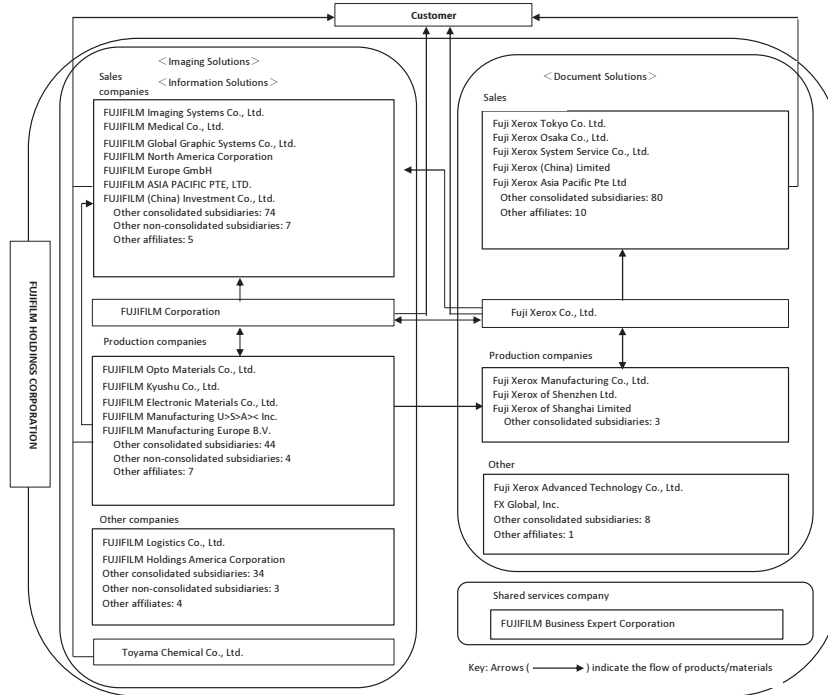 Customer
<Imaging Solutions>
<Information Solutions>
Sales
companies
FUJIFILM Imaging Systems Co., Ltd.
FUJIFILM Medical Co., Ltd.
FUJIFILM Global Graphic Systems Co., Ltd.
FUJIFILM North America Corporation
FUJIFILM Europe GmbH
FUJIFILM ASIA PACIFIC PTE, LTD.
FUJIFILM (China) Investment Co., Ltd.
Other consolidated subsidiaries: 74
Other non-consolidated subsidiaries: 7
Other affiliates: 5
FUJIFILM Corporation
Production companies
FUJIFILM Opto Materials Co., Ltd.
FUJIFILM Kyushu Co., Ltd.
FUJIFILM Electronic Materials Co., Ltd.
FUJIFILM Manufacturing U>S>A>< Inc.
FUJIFILM Manufacturing Europe B.V.
Other consolidated subsidiaries: 44
Other non-consolidated subsidiaries: 4
Other affiliates: 7
Other companies
FUJIFILM Logistics Co., Ltd.
FUJIFILM Holdings America Corporation
Other consolidated subsidiaries: 34
Other non-consolidated subsidiaries: 3
Other affiliates: 4
Toyama Chemical Co., Ltd.
FUJIFILM HOLDINGS CORPORATION
<Document Solutions>
Sales
Fuji Xerox Tokyo Co. Ltd.
Fuji Xerox Osaka Co., Ltd.
Fuji Xerox System Service Co., Ltd.
Fuji Xerox (China) Limited
Fuji Xerox Asia Pacific Pte Ltd
Other consolidated subsidiaries: 80
Other affiliates: 10
Fuji Xerox Co., Ltd.
Production companies
Fuji Xerox Manufacturing Co., Ltd.
Fuji Xerox of Shenzhen Ltd.
Fuji Xerox of Shanghai Limited
Other consolidated subsidiaries: 3
Other
Fuji Xerox Advanced Technology Co., Ltd.
FX Global, Inc.
Other consolidated subsidiaries: 8
Other affiliates: 1
Shared services company
FUJIFILM Business Expert Corporation
Key: Arrows ( ) indicate the flow of products/materials